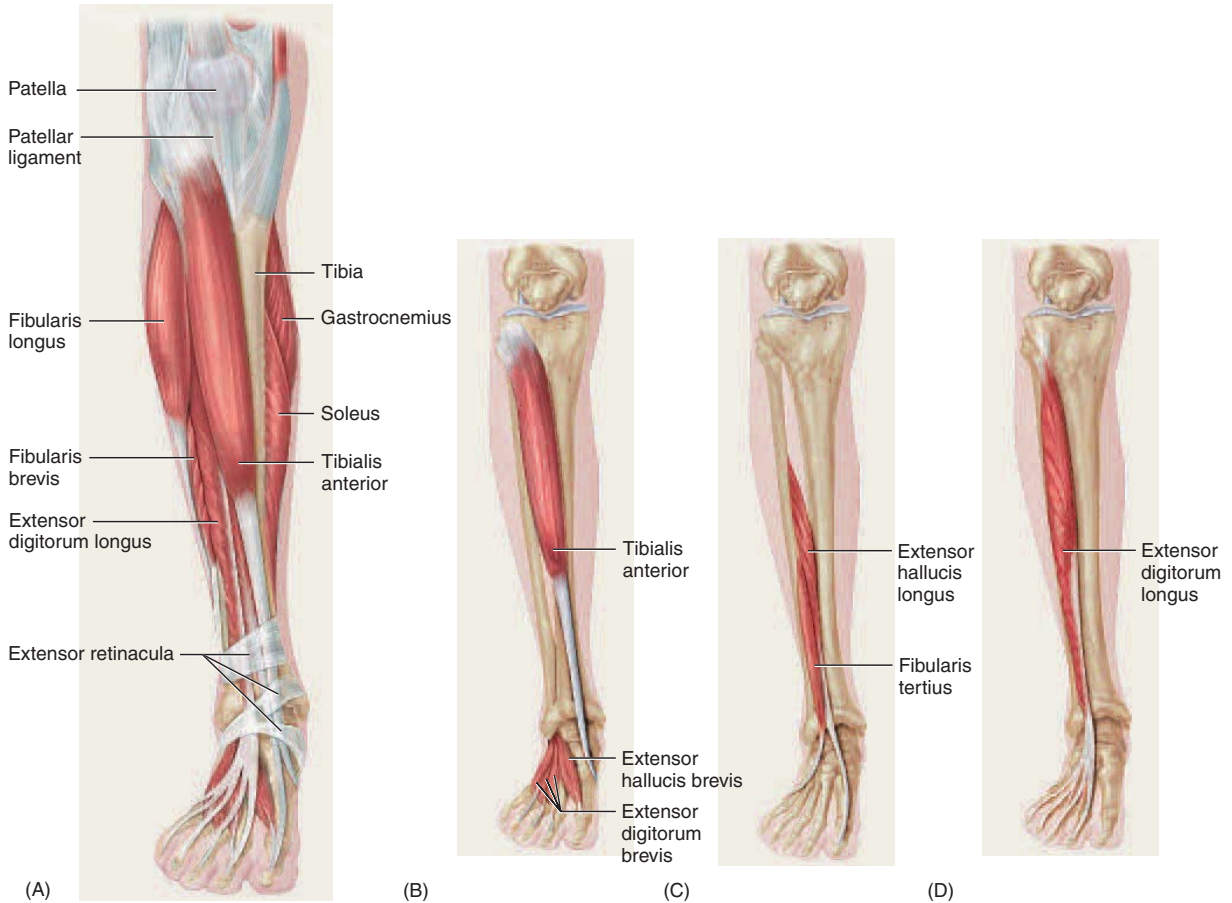 Patella
Patellar
ligament
Tibia
Fibularis
longus
Gastrocnemius
Soleus
Fibularis
brevis
Tibialis
anterior
Extensor
digitorum longus
Extensor retinacula
(A)
Tibialis
anterior
Extensor
hallucis brevis
Extensor
digitorum
brevis
(B)
Extensor
hallucis
longus
Fibularis
tertius
(C)
Extensor
digitorum
longus
(D)